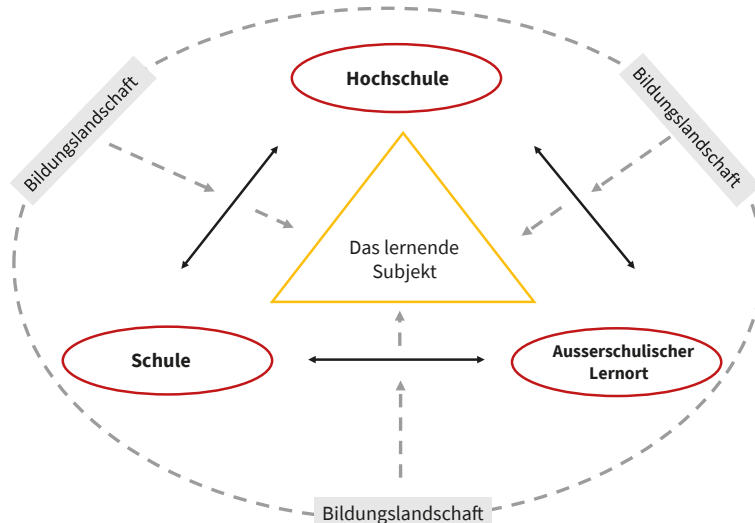 Hochschule
Bildungslandschaft
Bildungslandschaft
Das lernende
Subjekt
Schule
Ausserschulischer
Lernort
Bildungslandschaft